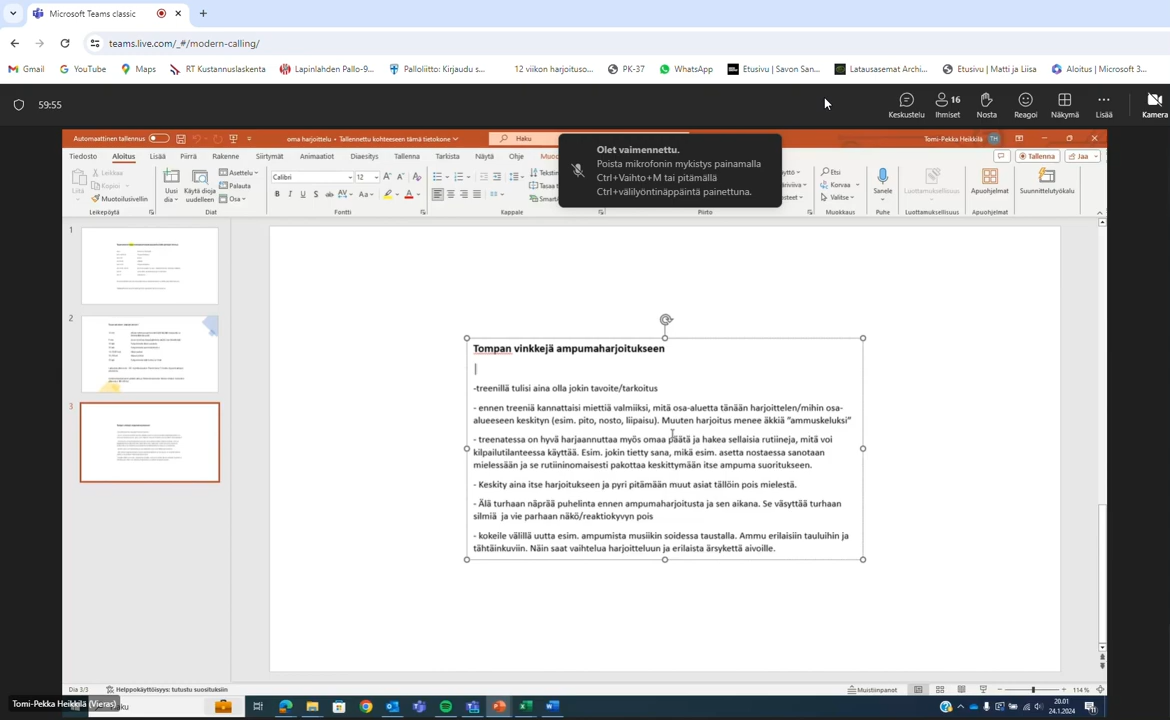 Microsoft Teams classic
teams.live.com/_#/modern-calling/
Gmail
YouTube
Maps
RT Kustannuslaskenta
Lapinlahden Pallo-9...
Palloliitto: Kirjaudu s...
12 viikon harjoituso...
PK-37
WhatsApp
Etusivu | Savon San...
Latausasemat Archi...
Etusivu | Matti ja Liisa
Aloitus | Microsoft 3...
59:55
Keskustelu
16
Ihmiset
Nosta
Reagoi
Näkymä
Lisää
Kamera
Automaattinen tallennus
oma harjoittelu • Tallennettu kohteeseen tämä tietokone
Haku
Tomi-Pekka Heikkilä
TH
Tiedosto
Aloitus
Lisää
Piirrä
Rakenne
Siirtymät
Animaatiot
Diaesitys
Tallenna
Tarkista
Näytä
Ohje
Tallenna
Jaa
Olet vaimennettu.
Poista mikrofonin mykistys painamalla
Ctrl+Vaihto+M tai pitämällä
Ctrl+välilyöntinäppäintä painettuna.
Liitä
Leikkaa
Kopioi
Muotoilusivellin
Leikepöytä
Uusi dia
Käytä dioja uudelleen
Asettelu
Palauta
Osa
Diat
Calibri
12
Fontti
Kappale
Piirto
Etsi
Korvaa
Valitse
Muokkaus
Sanele
Puhe
Luottamuksellisuus
Luottamuksellisuus
Apuohjelmat
Apuohjelmat
Suunnittelutyökalu
1
2
3
Tompan vinkkejä ampumaharjoitukseen
-treenillä tulisi aina olla jokin tavoite/tarkoitus
- ennen treeniä kannattaisi miettiä valmiiksi, mitä osa-aluetta tänään harjoittelen/mihin osa-
alueeseen keskityn (esim. pito, nosto, liipaisu). Muuten harjoitus menee äkkiä ”ammuskeluksi”
- treenatessa on hyvä harjaannuttaa myös omaa päätä ja hakea sellaisia rutiineja, mitä voi
kilpailutilanteessa käyttää. Esim. jokin tietty sana, mikä esim. asetta nostaessa sanotaan
mielessään ja se rutiininomaisesti pakottaa keskittymään itse ampuma suoritukseen.
- Keskity aina itse harjoitukseen ja pyri pitämään muut asiat tällöin pois mielestä.
- Älä turhaan näprää puhelinta ennen ampumaharjoitusta ja sen aikana. Se väsyttää turhaan
silmiä ja vie parhaan näkö/reaktiokyvyn pois
- kokeile välillä uutta esim. ampumista musiikin soidessa taustalla. Ammu erilaisiin tauluihin ja
tähtäinkuviin. Näin saat vaihtelua harjoitteluun ja erilaista ärsykettä aivoille.
Dia 3/3
Helppokäyttöisyys: tutustu suosituksiin
Muistiinpanot
114 %
Tomi-Pekka Heikkilä (Vieras)
20.01
24.1.2024